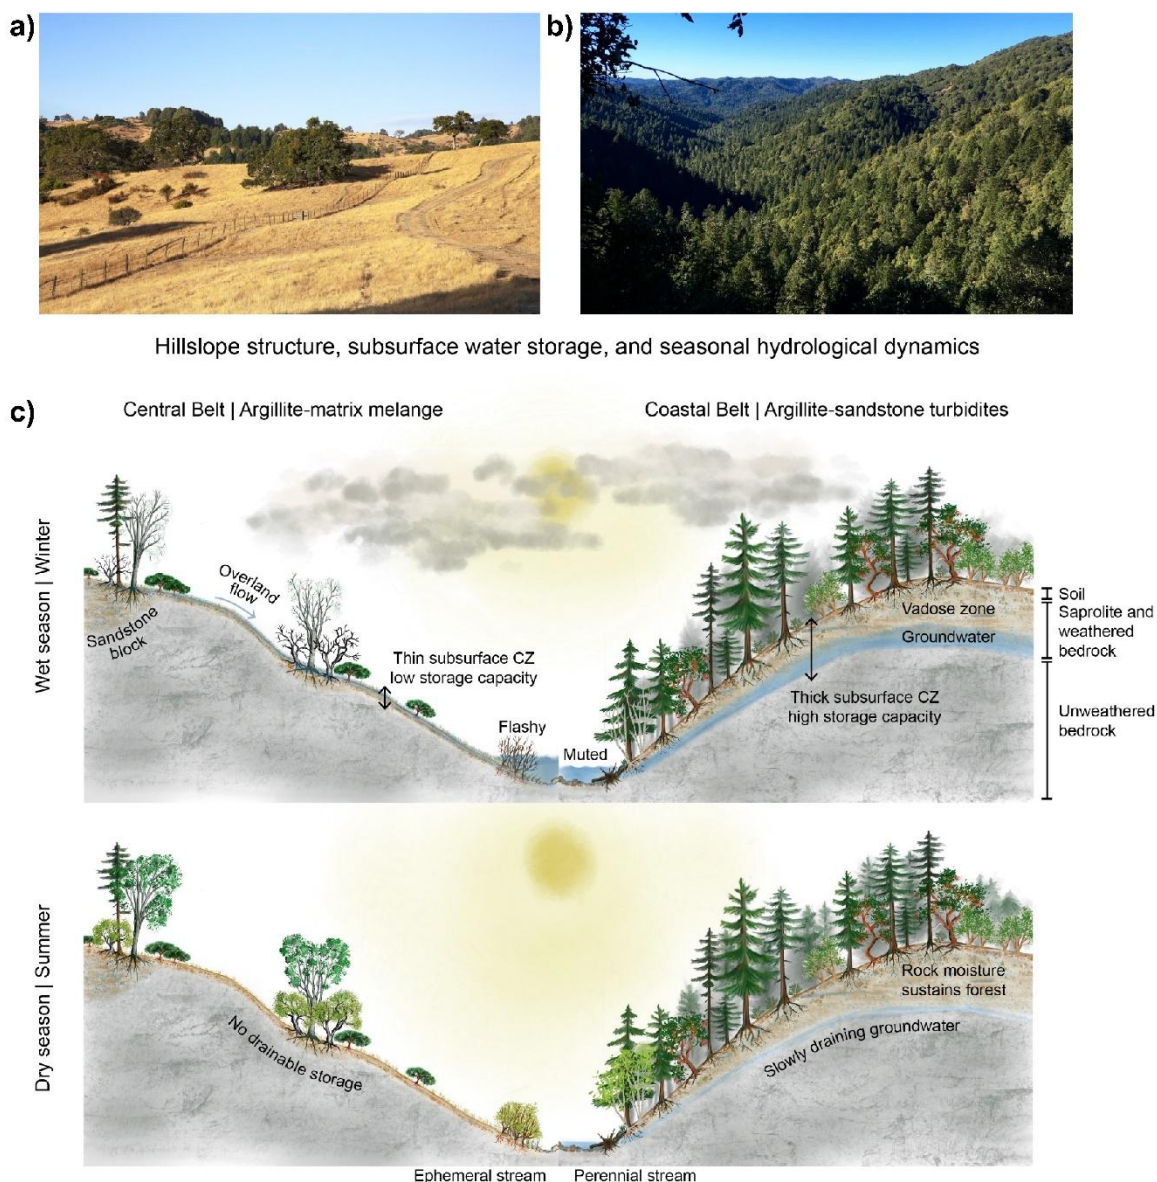 a)
b)
Hillslope structure, subsurface water storage, and seasonal hydrological dynamics
c)
Central Belt | Argillite-matrix melange
Coastal Belt | Argillite-sandstone turbidites
Wet season | Winter
Overland
flow
Sandstone
block
Thin subsurface CZ
low storage capacity
Flashy
Muted
Vadose zone
Groundwater
Thick subsurface CZ
high storage capacity
Soil
Saprolite and
weathered
bedrock
Unweathered
bedrock
Dry season | Summer
No drainable storage
Rock moisture
sustains forest
Slowly draining groundwater
Ephemeral stream
Perennial stream